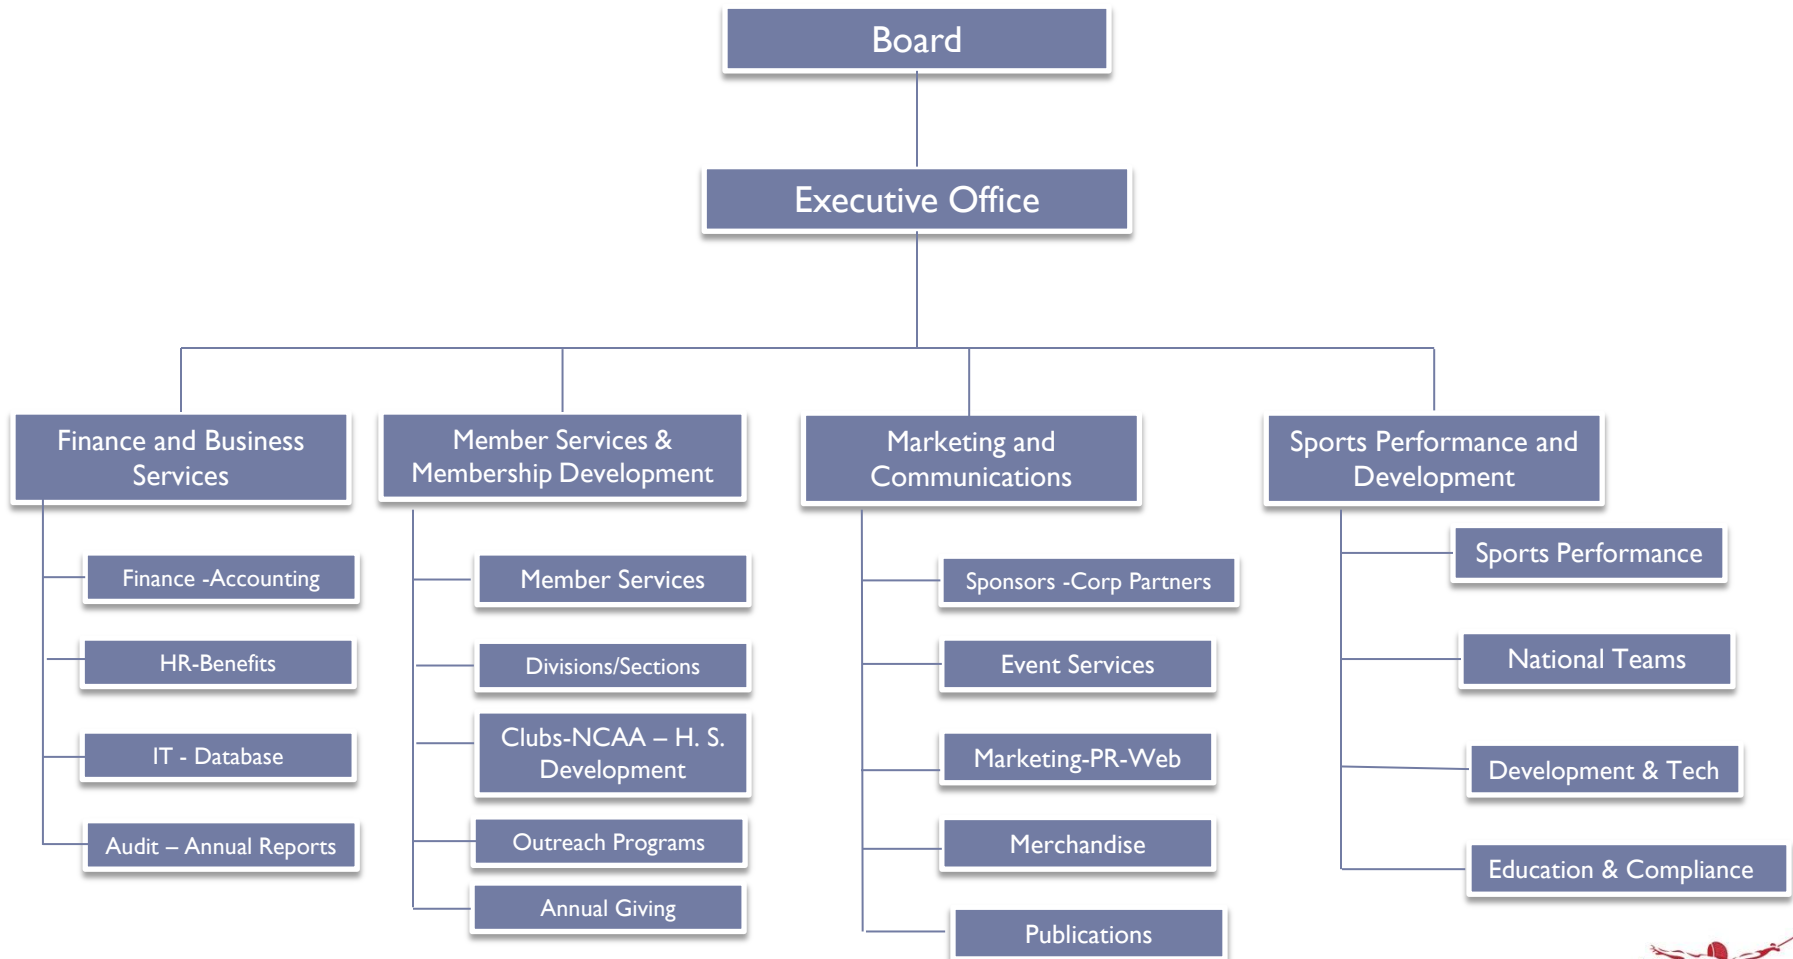 Board
Executive Office
Finance and Business
Services
Finance -Accounting
HR-Benefits
IT - Database
Audit – Annual Reports
Member Services &
Membership Development
Member Services
Divisions/Sections
Clubs-NCAA – H. S.
Development
Outreach Programs
Annual Giving
Marketing and
Communications
Sponsors -Corp Partners
Event Services
Marketing-PR-Web
Merchandise
Publications
Sports Performance and
Development
Sports Performance
National Teams
Development & Tech
Education & Compliance